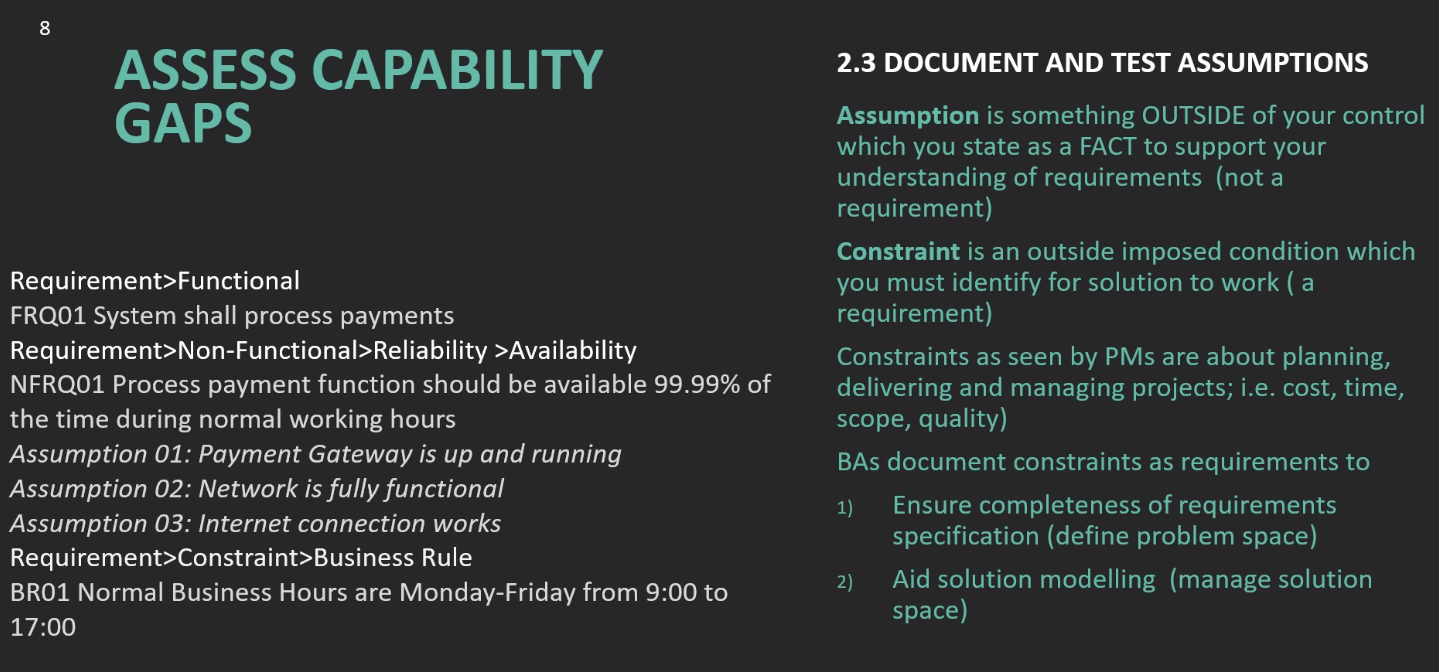 8
ASSESS CAPABILITY
GAPS
Requirement>Functional
FRQ01 System shall process payments
Requirement>Non-Functional>Reliability >Availability
NFRQ01 Process payment function should be available 99.99% of
the time during normal working hours
Assumption 01: Payment Gateway is up and running
Assumption 02: Network is fully functional
Assumption 03: Internet connection works
Requirement>Constraint>Business Rule
BR01 Normal Business Hours are Monday-Friday from 9:00 to
17:00
2.3 DOCUMENT AND TEST ASSUMPTIONS
Assumption is something OUTSIDE of your control
which you state as a FACT to support your
understanding of requirements  (not a
requirement)
Constraint is an outside imposed condition which
you must identify for solution to work ( a
requirement)
Constraints as seen by PMs are about planning,
delivering and managing projects; i.e. cost, time,
scope, quality)
BAs document constraints as requirements to
1) Ensure completeness of requirements
specification (define problem space)
2) Aid solution modelling  (manage solution
space)